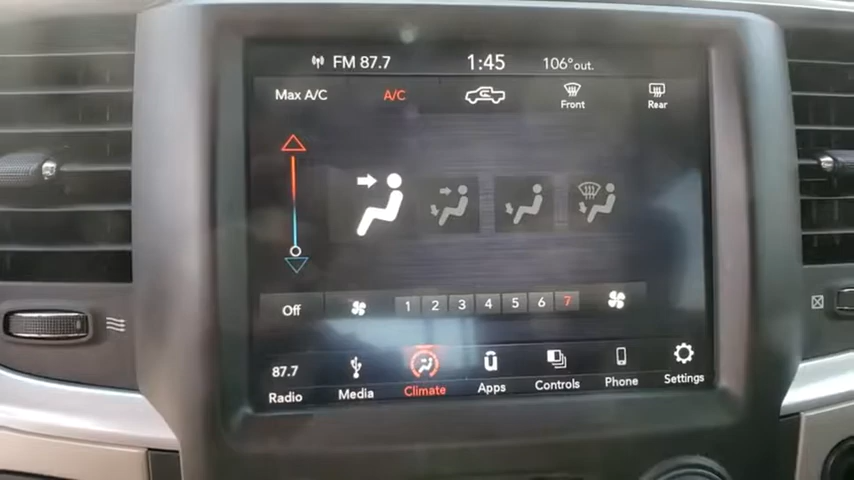 FM 87.7 1:45 106°out.
Max A/C A/C Front Rear
Off 1 2 3 4 5 6 7
87.7
Radio Media Climate Apps Controls Phone Settings